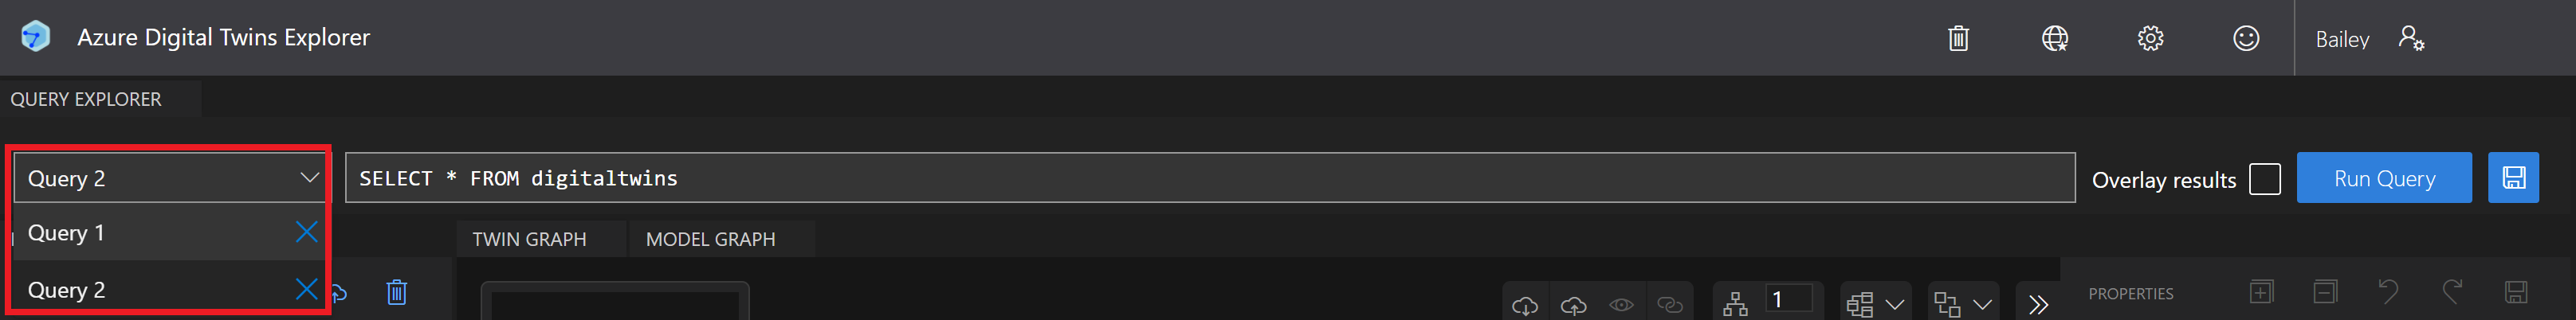 Azure Digital Twins Explorer
Bailey
QUERY EXPLORER
Query 2
SELECT * FROM digitaltwins
Overlay results
Run Query
Query 1
Query 2
TWIN GRAPH
MODEL GRAPH
1
PROPERTIES